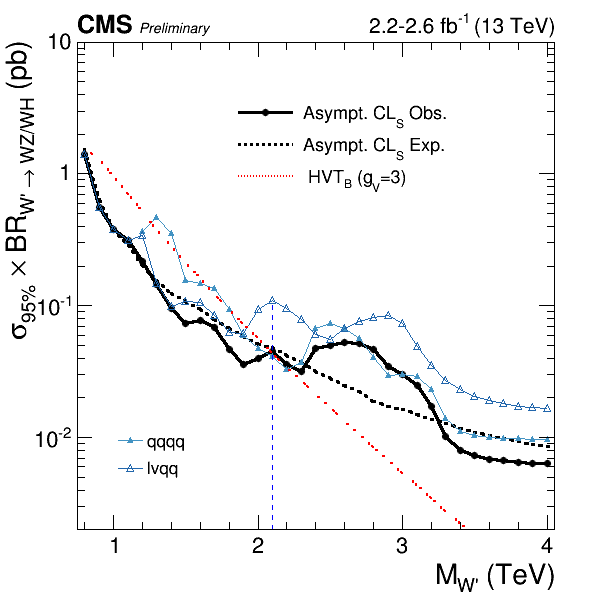 CMS Preliminary 2.2-2.6 fb⁻¹ (13 TeV)
σ95% × BRW' → WZ/WH (pb)
10
Asympt. CLS Obs.
Asympt. CLS Exp.
HVTB (gV=3)
1
10⁻¹
10⁻²
qqqq
lvqq
1 2 3 4
MW' (TeV)